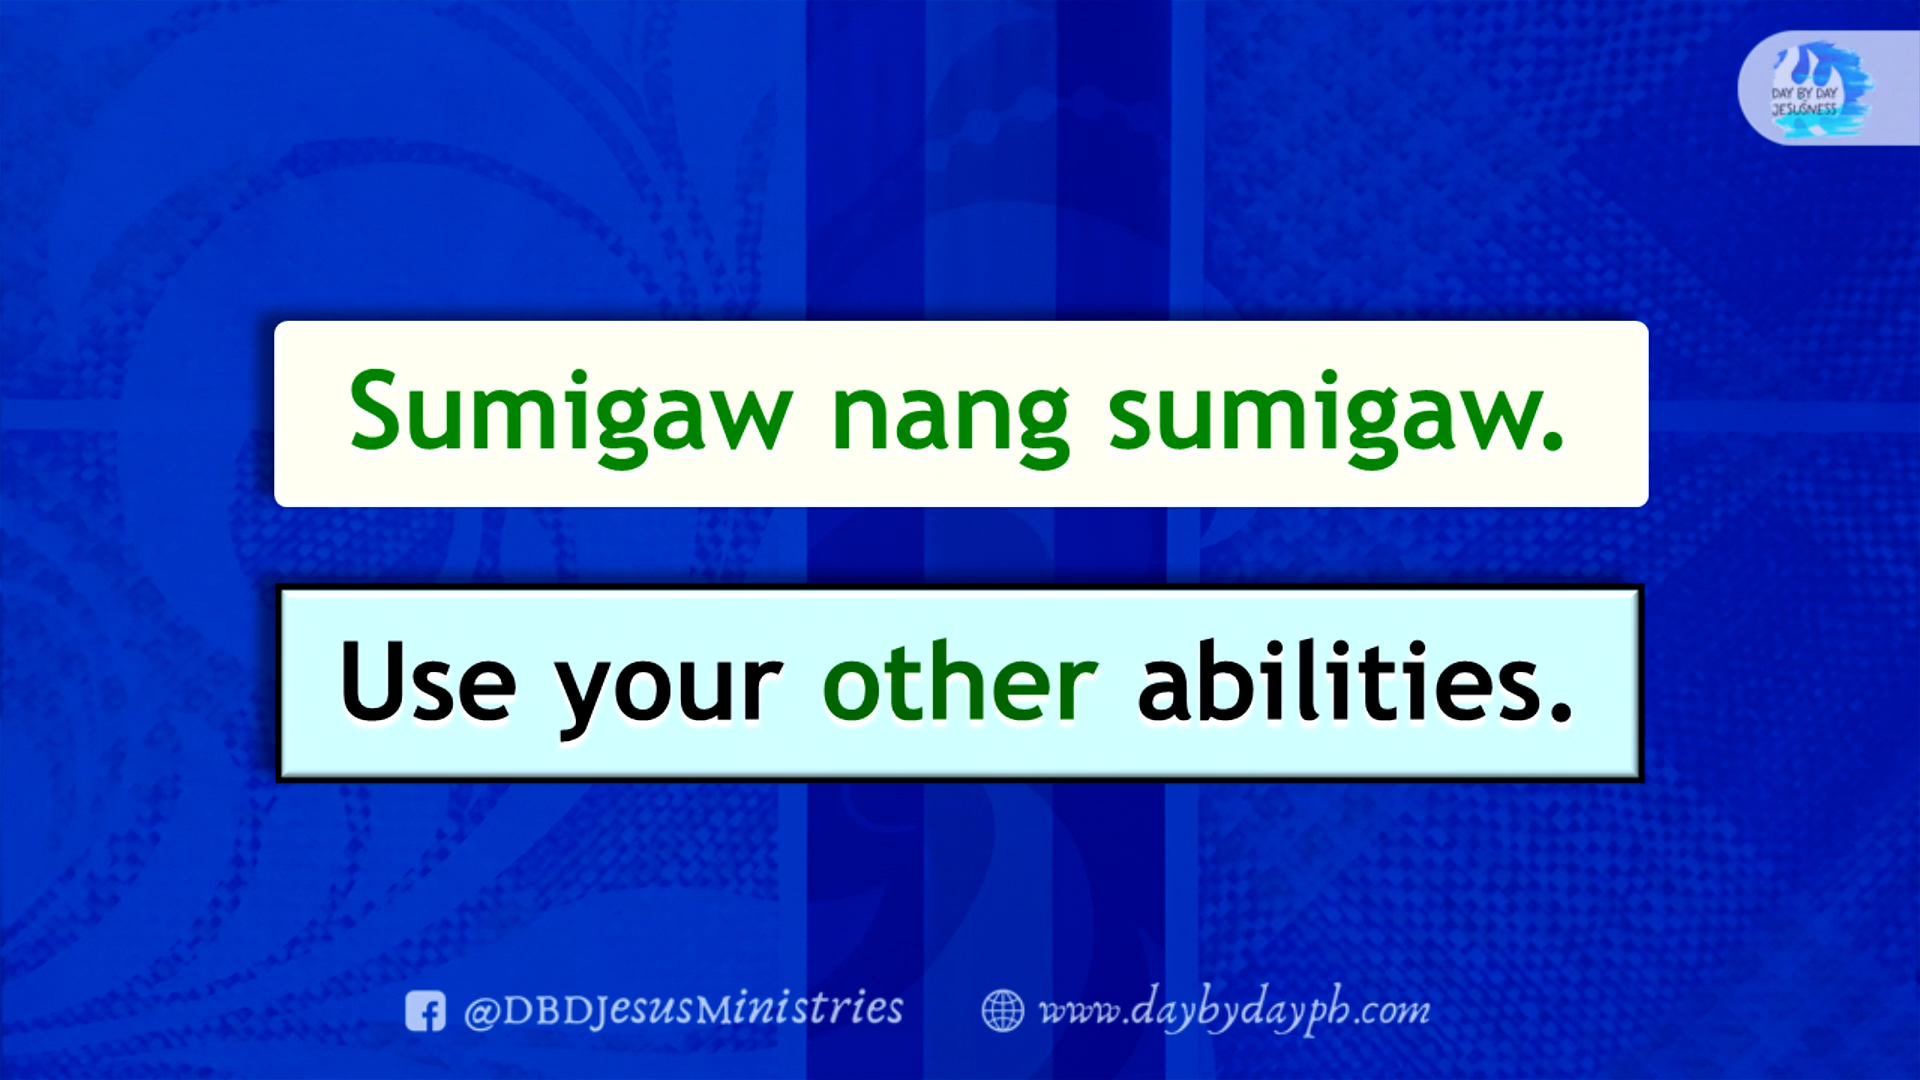 DAY BY DAY
JESUSNESS
Sumigaw nang sumigaw.
Use your other abilities.
@DBDJesusMinistries
www.daybydayph.com